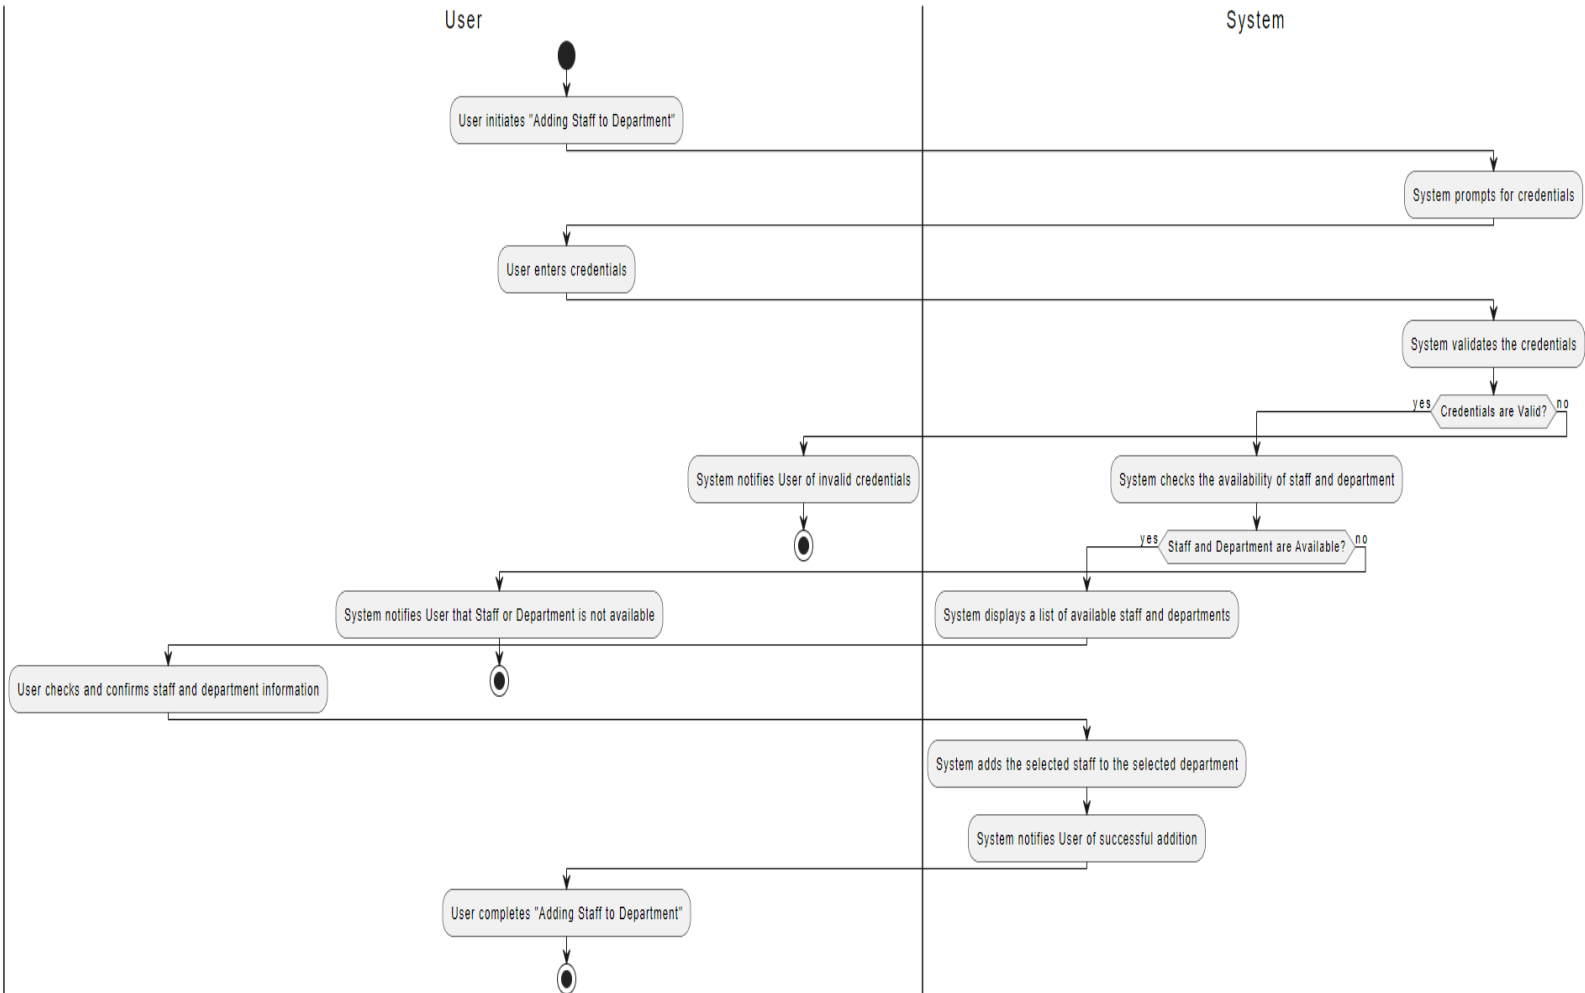 User
System
User initiates "Adding Staff to Department"
System prompts for credentials
User enters credentials
System validates the credentials
yes
Credentials are Valid?
no
System notifies User of invalid credentials
System checks the availability of staff and department
yes
Staff and Department are Available?
no
System notifies User that Staff or Department is not available
System displays a list of available staff and departments
User checks and confirms staff and department information
System adds the selected staff to the selected department
System notifies User of successful addition
User completes "Adding Staff to Department"